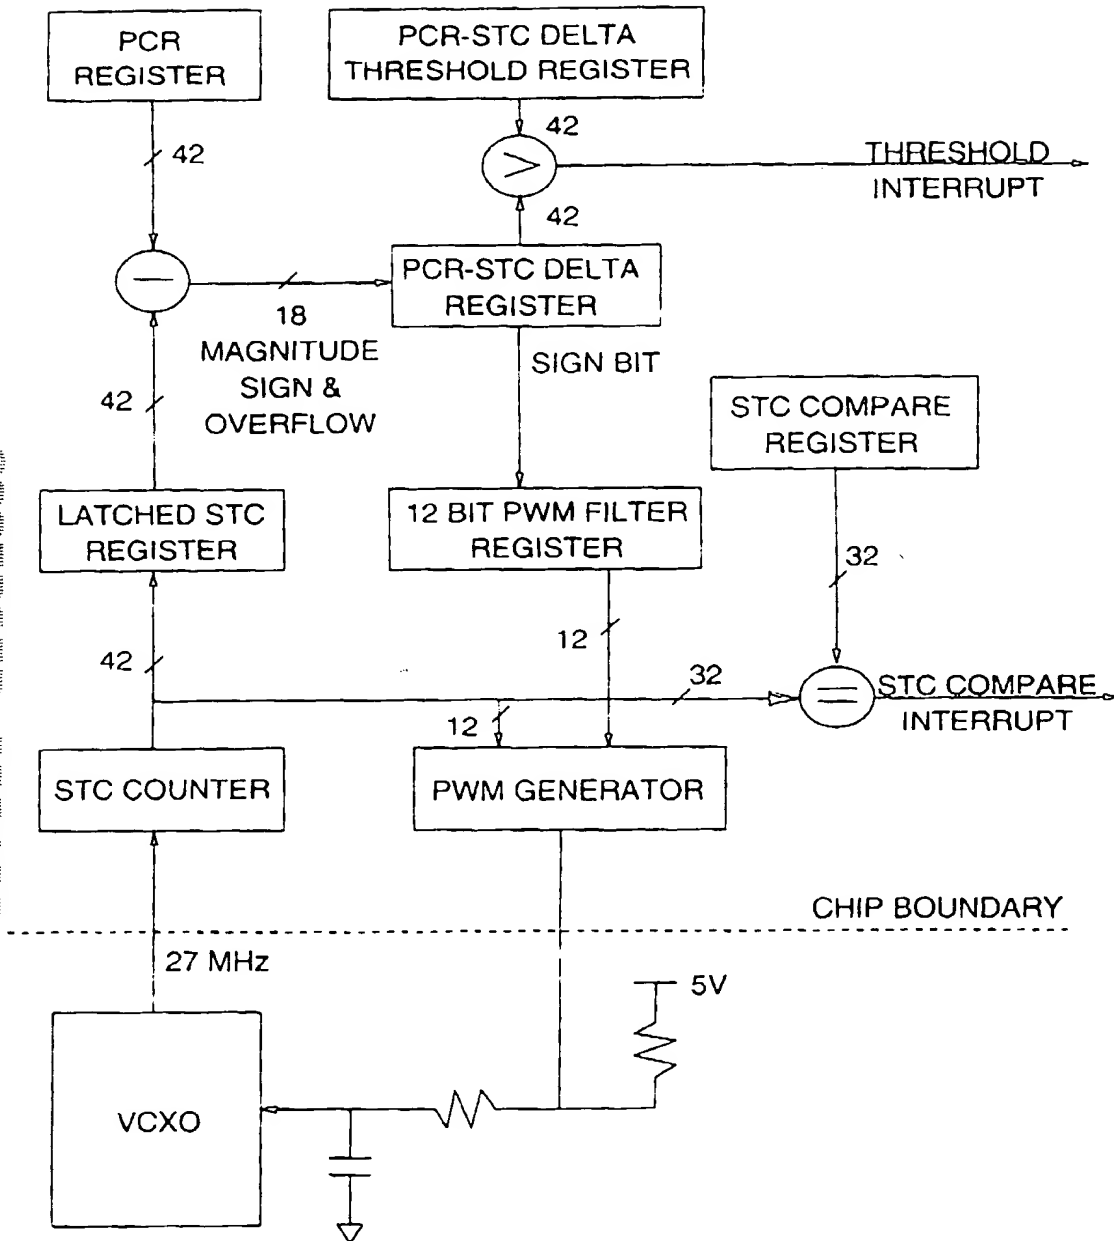 PCR
REGISTER
PCR-STC DELTA
THRESHOLD REGISTER
42
42
>
THRESHOLD
INTERRUPT
42
PCR-STC DELTA
REGISTER
18
MAGNITUDE
SIGN &
OVERFLOW
SIGN BIT
42
STC COMPARE
REGISTER
LATCHED STC
REGISTER
12 BIT PWM FILTER
REGISTER
32
12
42
32
STC COMPARE
INTERRUPT
12
STC COUNTER
PWM GENERATOR
CHIP BOUNDARY
27 MHz
5V
VCXO